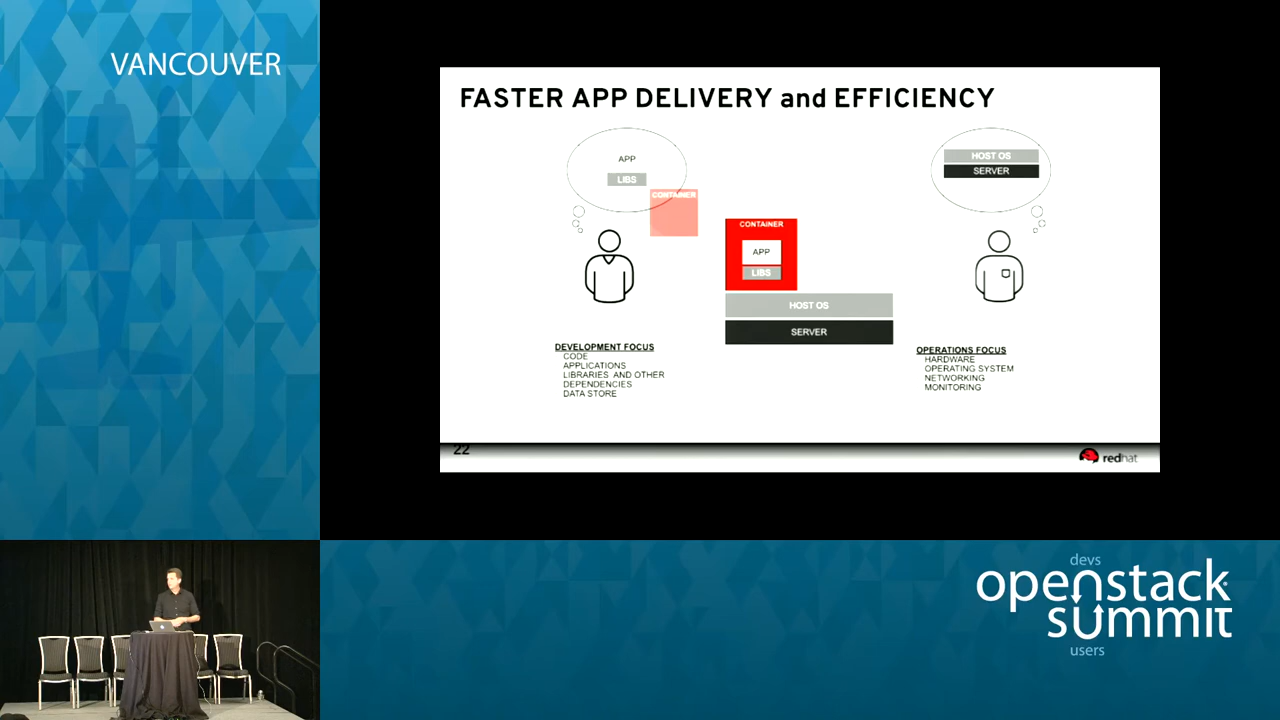 VANCOUVER
FASTER APP DELIVERY and EFFICIENCY
APP
LIBS
CONTAINER
HOST OS
SERVER
CONTAINER
APP
LIBS
HOST OS
SERVER
DEVELOPMENT FOCUS
CODE
APPLICATIONS
LIBRARIES AND OTHER
DEPENDENCIES
DATA STORE
OPERATIONS FOCUS
HARDWARE
OPERATING SYSTEM
NETWORKING
MONITORING
22
redhat
devs
openstack
summit
users